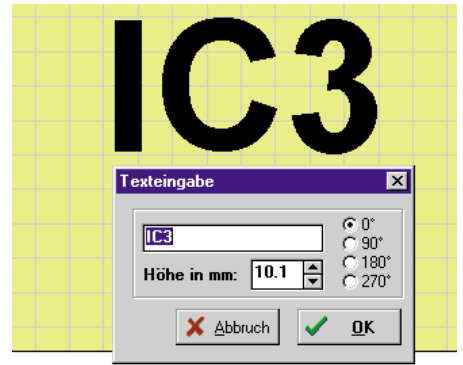 IC3
Texteingabe
IC3
Höhe in mm: 10.1
0°
90°
180°
270°
Abbruch
OK